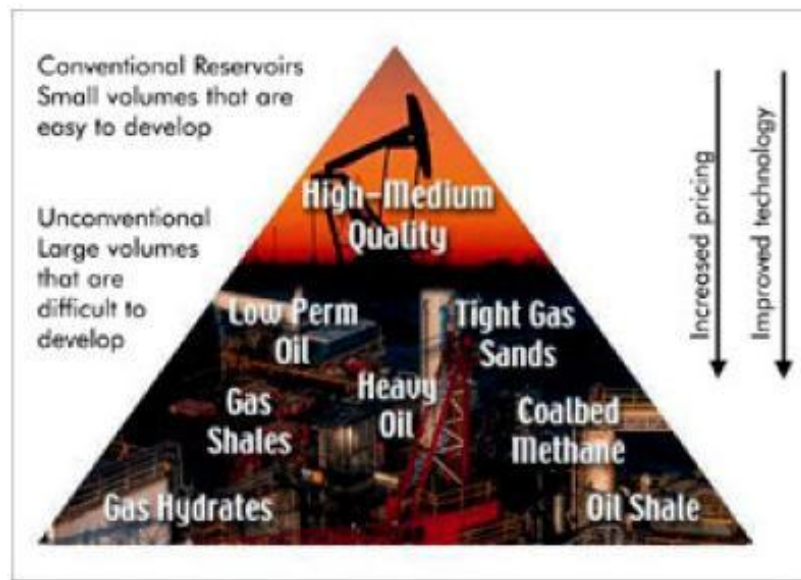 Conventional Reservoirs
Small volumes that are
easy to develop
Unconventional
Large volumes
that are
difficult to
develop
High-Medium
Quality
Low Perm
Oil
Tight Gas
Sands
Gas
Shales
Heavy
Oil
Coalbed
Methane
Gas Hydrates
Oil Shale
Increased pricing
Improved technology